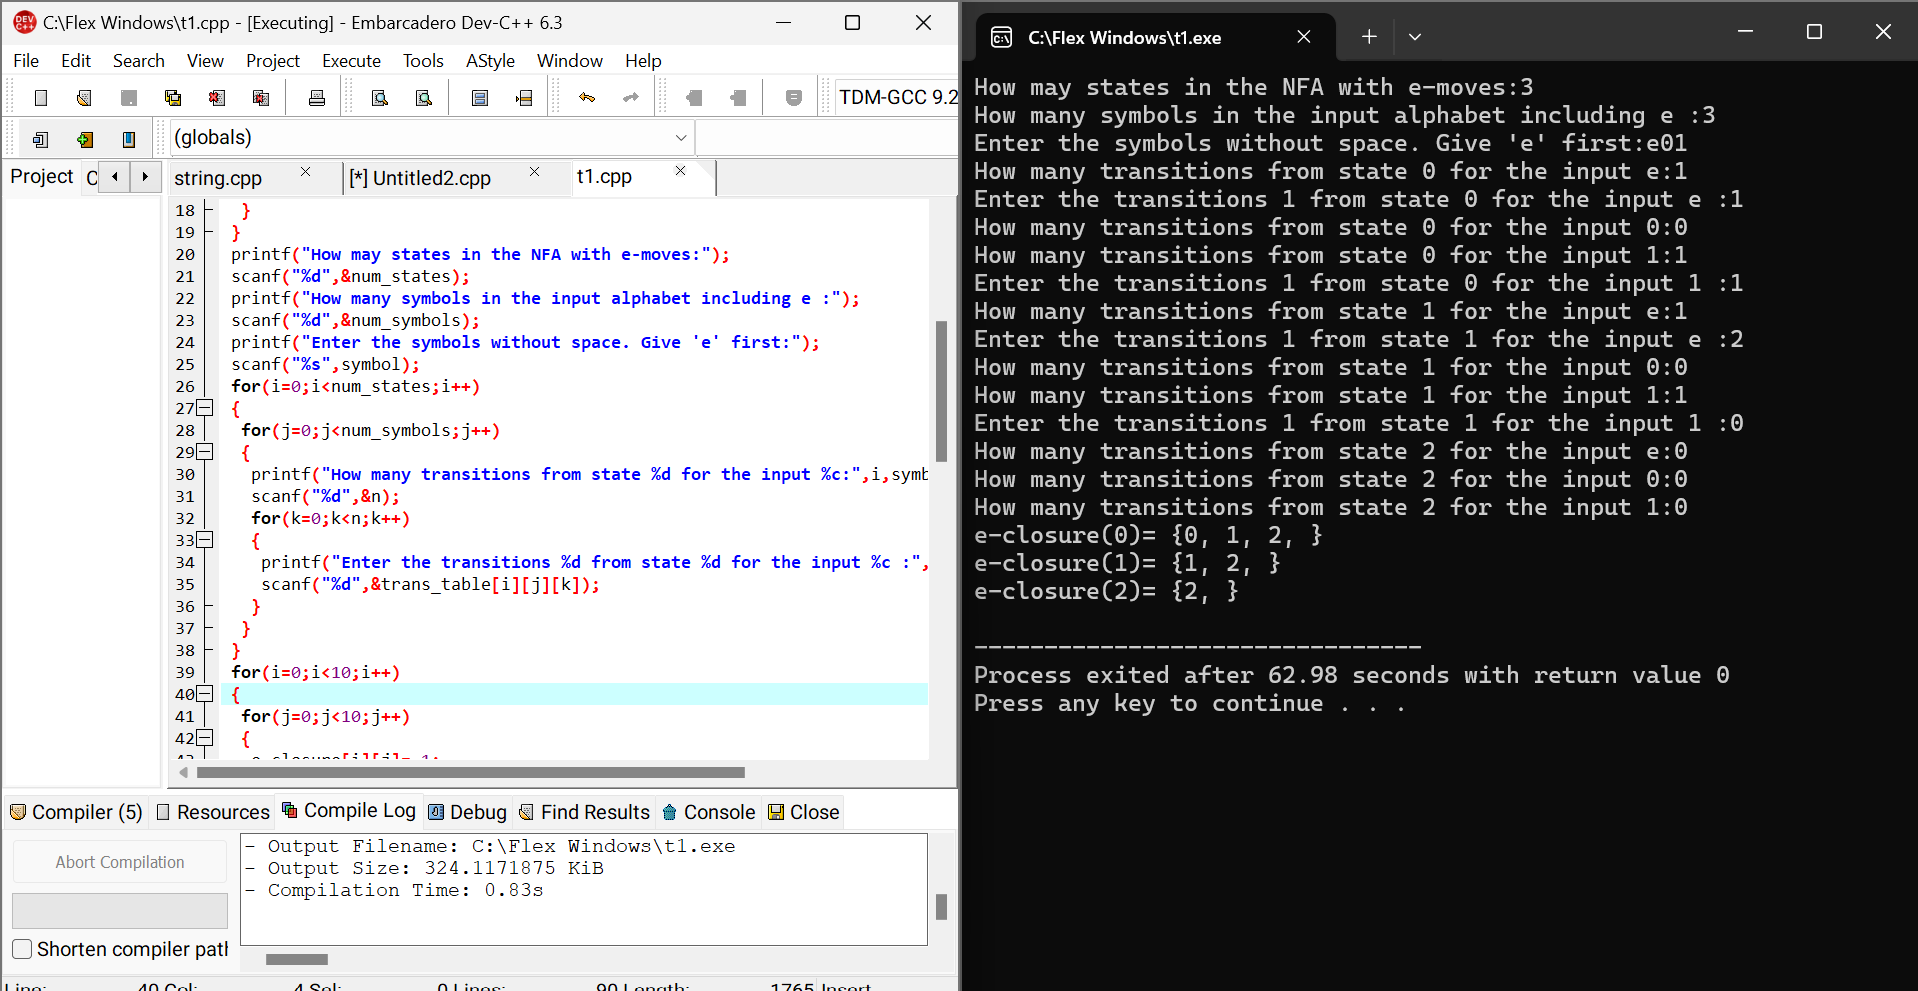 C:\Flex Windows\t1.cpp - [Executing] - Embarcadero Dev-C++ 6.3
File Edit Search View Project Execute Tools AStyle Window Help
TDM-GCC 9.2
(globals)
Project
string.cpp [*] Untitled2.cpp t1.cpp
18 }
19 }
20 printf("How may states in the NFA with e-moves:");
21 scanf("%d",&num_states);
22 printf("How many symbols in the input alphabet including e :");
23 scanf("%d",&num_symbols);
24 printf("Enter the symbols without space. Give 'e' first:");
25 scanf("%s",symbol);
26 for(i=0;i<num_states;i++)
27 {
28 for(j=0;j<num_symbols;j++)
29 {
30 printf("How many transitions from state %d for the input %c:",i,symb
31 scanf("%d",&n);
32 for(k=0;k<n;k++)
33 {
34 printf("Enter the transitions %d from state %d for the input %c :",
35 scanf("%d",&trans_table[i][j][k]);
36 }
37 }
38 }
39 for(i=0;i<10;i++)
40 {
41 for(j=0;j<10;j++)
42 {
Compiler (5) Resources Compile Log Debug Find Results Console Close
Abort Compilation
Shorten compiler path
- Output Filename: C:\Flex Windows\t1.exe
- Output Size: 324.1171875 KiB
- Compilation Time: 0.83s
Line: 40 Col: 4 Sel: 0 Lines: 90 Length: 1765 Insert
C:\Flex Windows\t1.exe
How may states in the NFA with e-moves:3
How many symbols in the input alphabet including e :3
Enter the symbols without space. Give 'e' first:e01
How many transitions from state 0 for the input e:1
Enter the transitions 1 from state 0 for the input e :1
How many transitions from state 0 for the input 0:0
How many transitions from state 0 for the input 1:1
Enter the transitions 1 from state 0 for the input 1 :1
How many transitions from state 1 for the input e:1
Enter the transitions 1 from state 1 for the input e :2
How many transitions from state 1 for the input 0:0
How many transitions from state 1 for the input 1:1
Enter the transitions 1 from state 1 for the input 1 :0
How many transitions from state 2 for the input e:0
How many transitions from state 2 for the input 0:0
How many transitions from state 2 for the input 1:0
e-closure(0)= {0, 1, 2, }
e-closure(1)= {1, 2, }
e-closure(2)= {2, }
--------------------------------
Process exited after 62.98 seconds with return value 0
Press any key to continue . . .